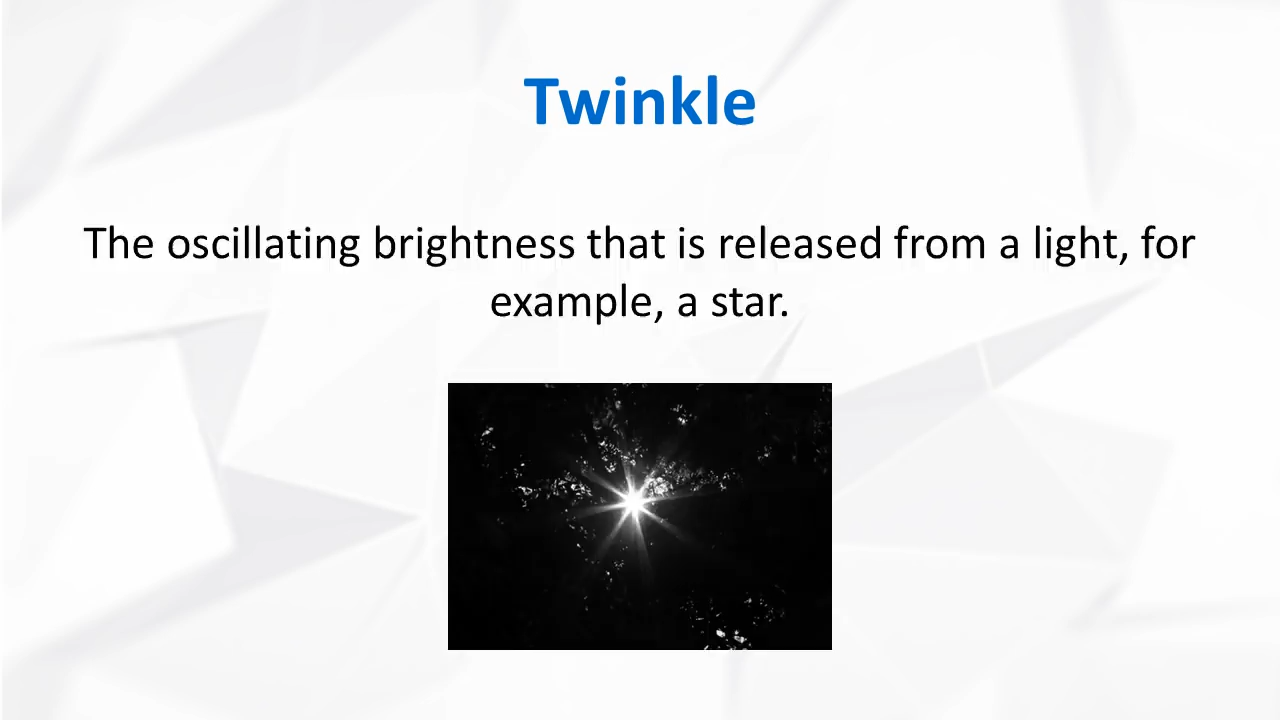 Twinkle
The oscillating brightness that is released from a light, for
example, a star.